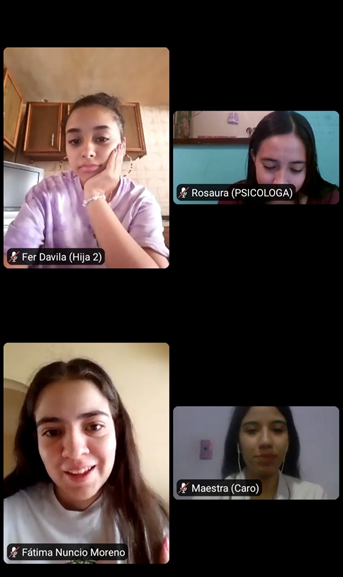 Rosaura (PSICOLOGA)
Fer Davila (Hija 2)
Maestra (Caro)
Fátima Nuncio Moreno